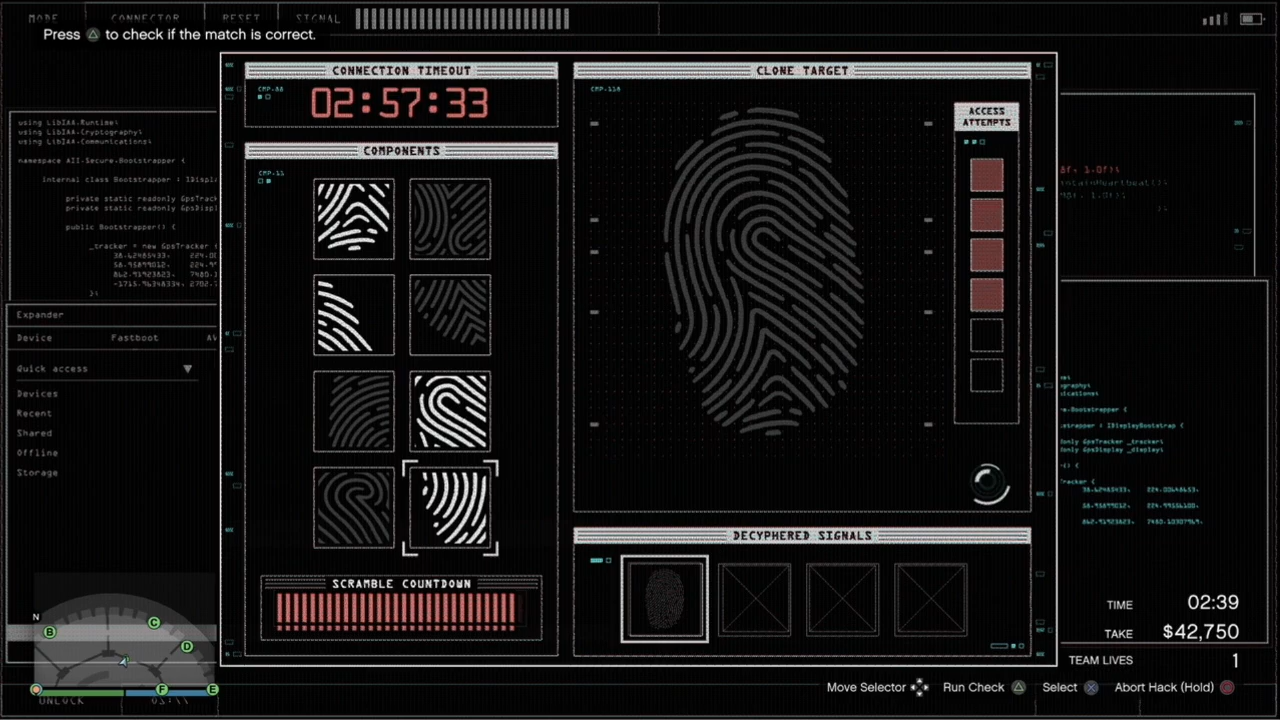 MODE
CONNECTOR
RESET
SIGNAL
Press to check if the match is correct.
CONNECTION TIMEOUT
02:57:33
COMPONENTS
CLONE TARGET
ACCESS
ATTEMPTS
using LibIAA.Runtime;
using LibIAA.Cryptography;
using LibIAA.Communications;
namespace AII-Secure.Bootstrapper {
internal class Bootstrapper : IDispl
private static readonly GpsTrack
private static readonly GpsDispl
public Bootstrapper() {
_tracker = new GpsTracker (
Expander
Device
Fastboot
Quick access
Devices
Recent
Shared
Offline
Storage
SCRAMBLE COUNTDOWN
DECYPHERED SIGNALS
N
B
C
D
F
E
UNLOCK
TIME 02:39
TAKE $42,750
TEAM LIVES 1
Move Selector
Run Check
Select
Abort Hack (Hold)